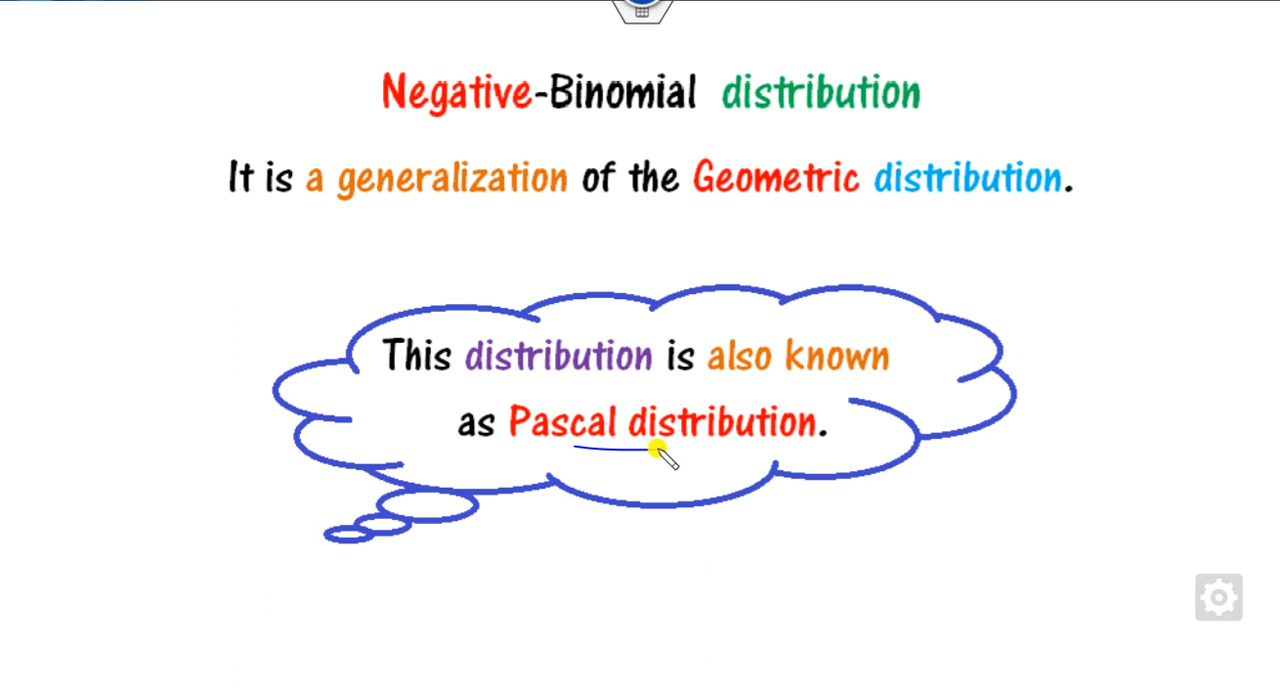 Negative-Binomial distribution
It is a generalization of the Geometric distribution.
This distribution is also known
as Pascal distribution.